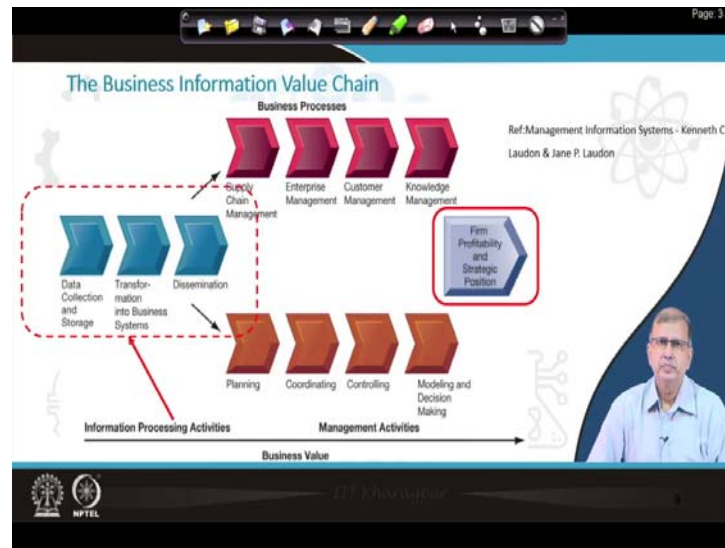 Page: 3
The Business Information Value Chain
Business Processes
Ref:Management Information Systems - Kenneth C
Laudon & Jane P. Laudon
Supply
Chain
Management
Enterprise
Management
Customer
Management
Knowledge
Management
Firm
Profitability
and
Strategic
Position
Data
Collection
and
Storage
Transfor-
mation
into Business
Systems
Dissemination
Planning
Coordinating
Controlling
Modeling and
Decision
Making
Information Processing Activities
Management Activities
Business Value
IIT Kharagpur
9
NPTEL